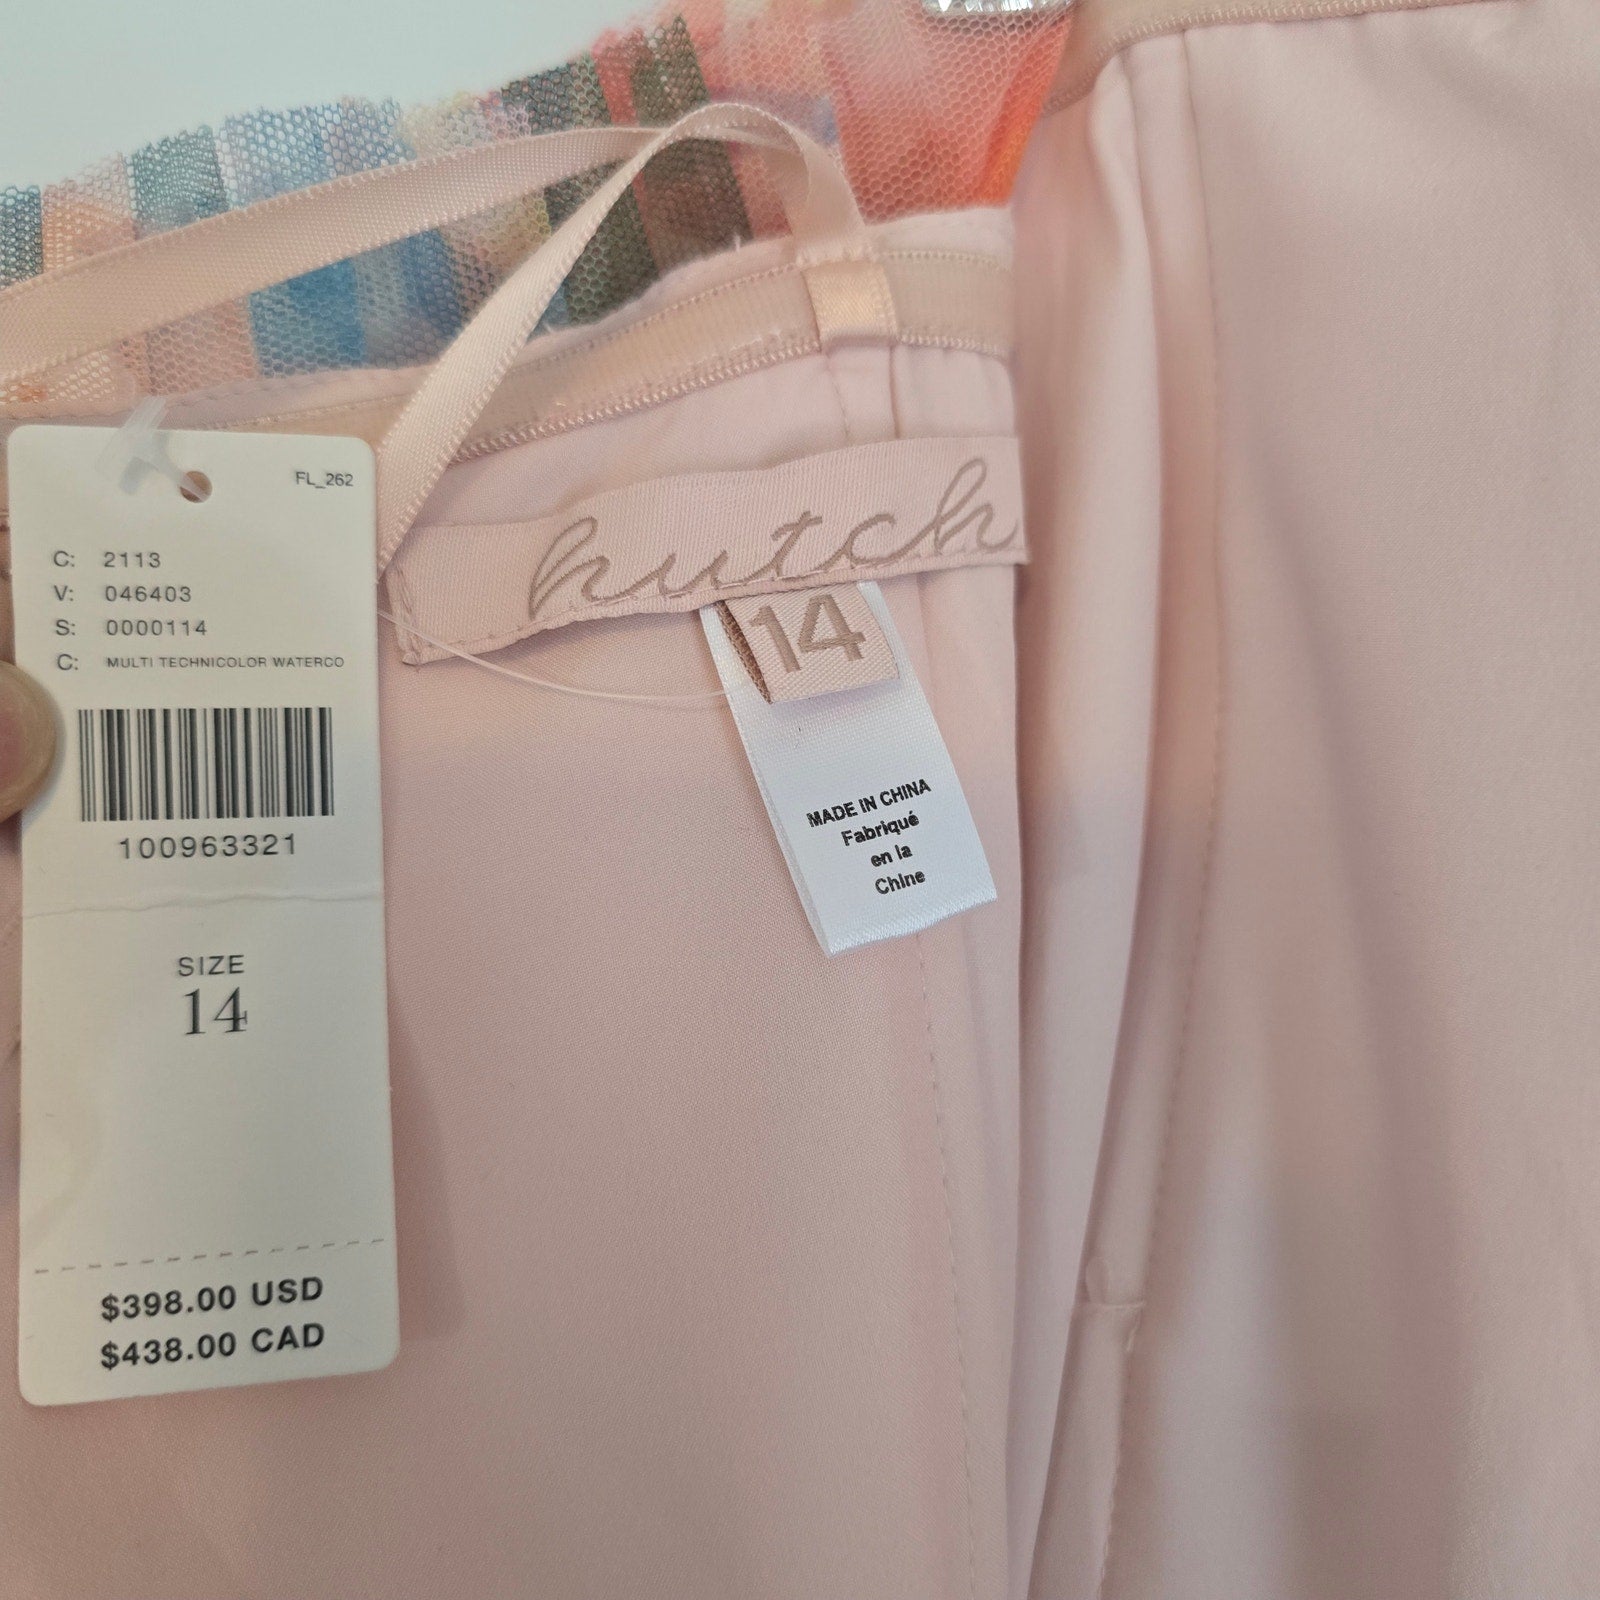 FL_262
C: 2113
V: 046403
S: 0000114
C: MULTI TECHNICOLOR WATERCO
100963321
SIZE
14
$398.00 USD
$438.00 CAD
hutch
14
MADE IN CHINA
Fabriqué
en la
Chine